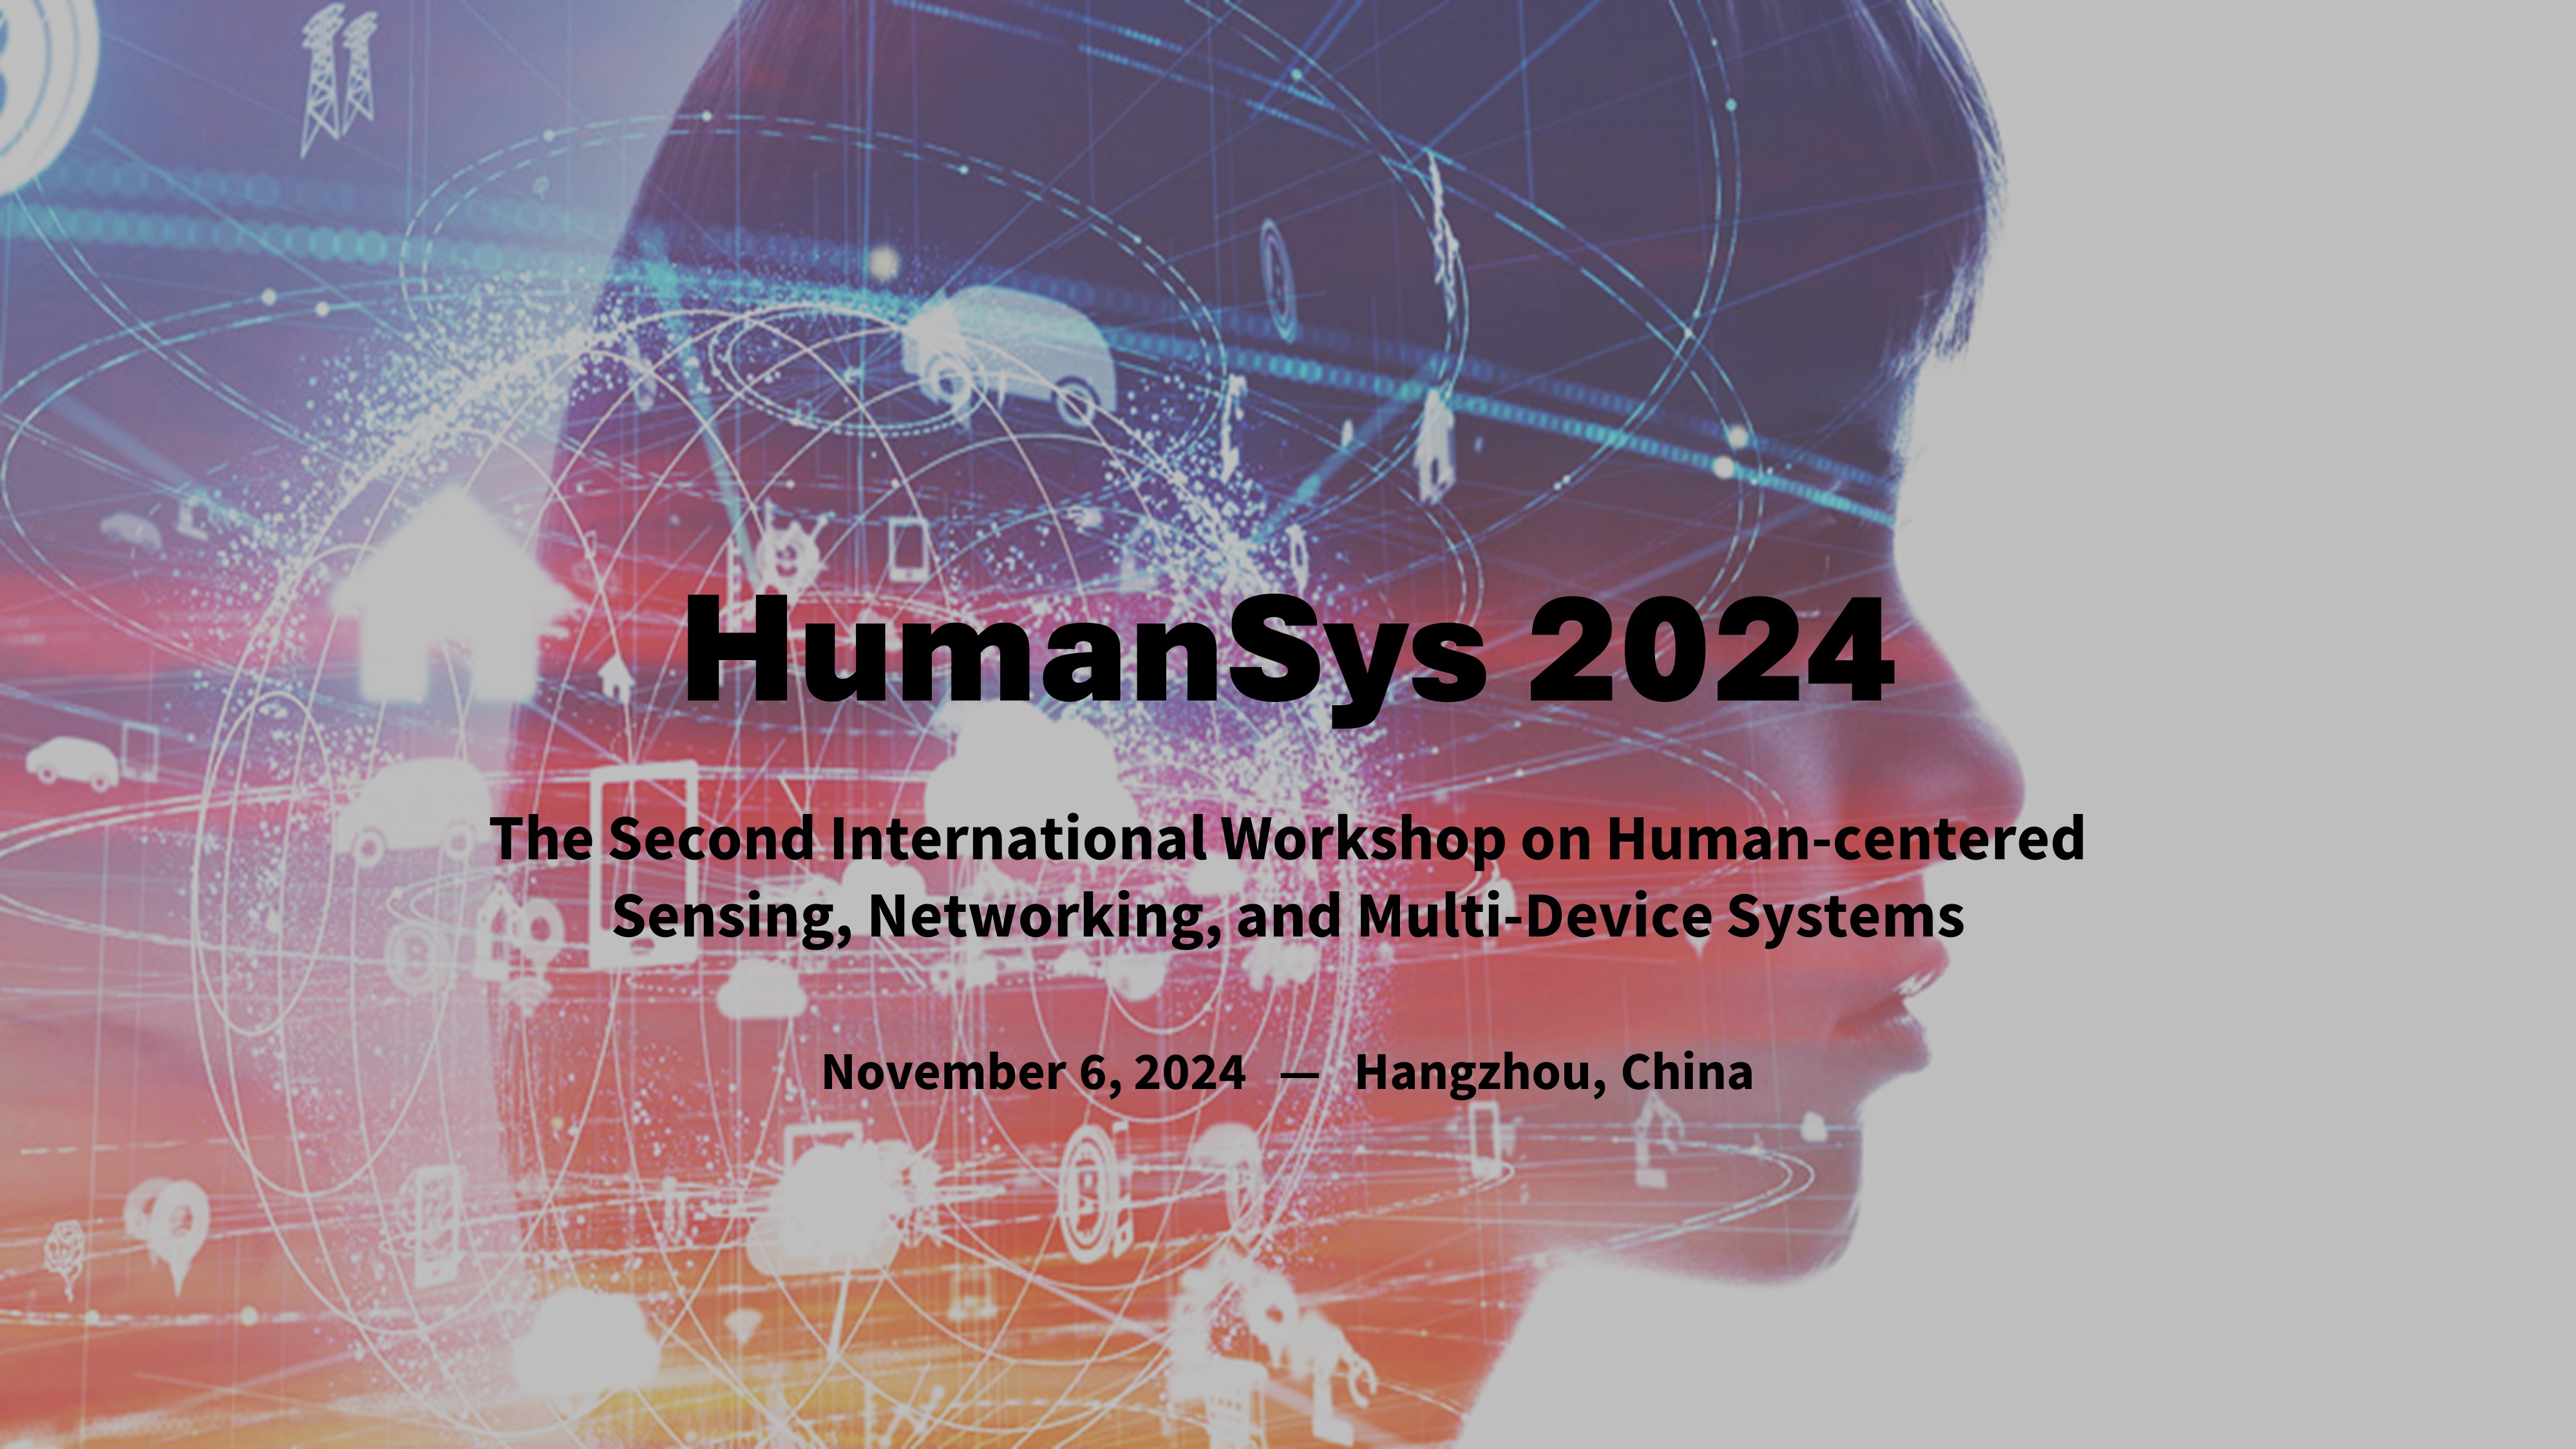 HumanSys 2024
The Second International Workshop on Human-centered
Sensing, Networking, and Multi-Device Systems
November 6, 2024 — Hangzhou, China